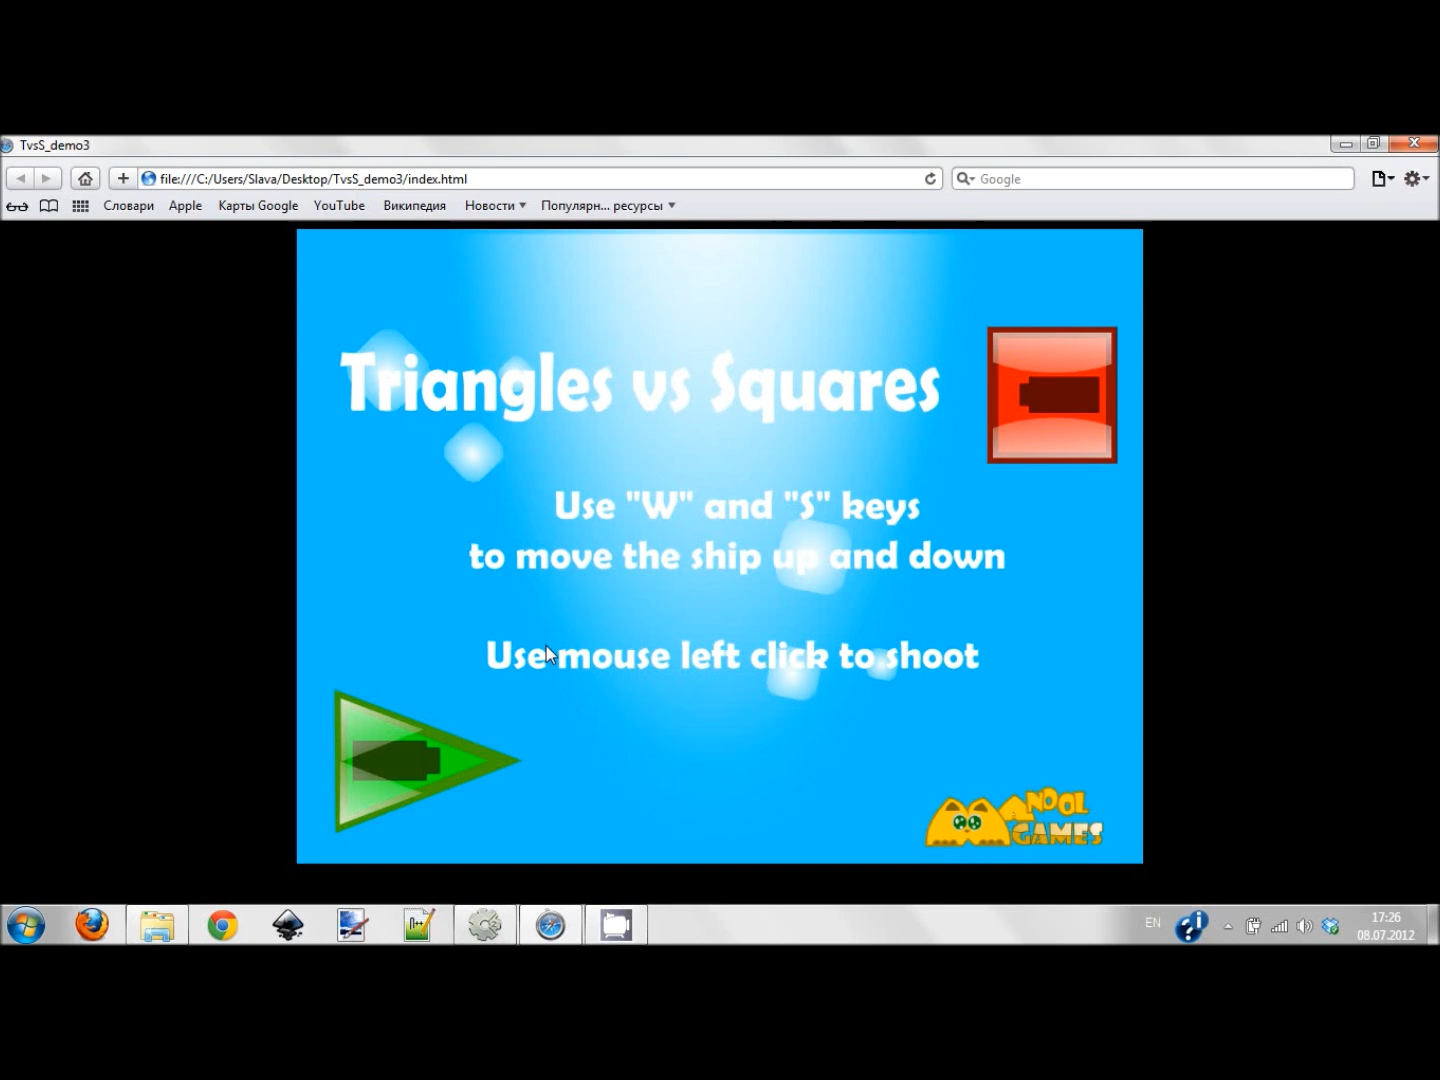 TvsS_demo3
file:///C:/Users/Slava/Desktop/TvsS_demo3/index.html
Google
Словари Apple Карты Google YouTube Википедия Новости Популярн... ресурсы
Triangles vs Squares
Use "W" and "S" keys
to move the ship up and down
Use mouse left click to shoot
NOOL
GAMES
EN
17:26
08.07.2012